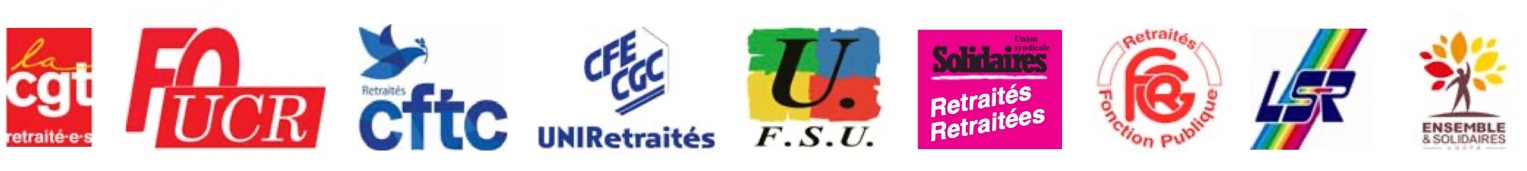 la
cgt
retraité·e·s
FO
UCR
Retraités
cftc
CFE
CGC
UNIRetraités
U.
F.S.U.
Union
syndicale
Solidaires
Retraités
Retraitées
Retraités
FGR
Fonction Publique
LSR
ENSEMBLE
& SOLIDAIRES
UNRPA